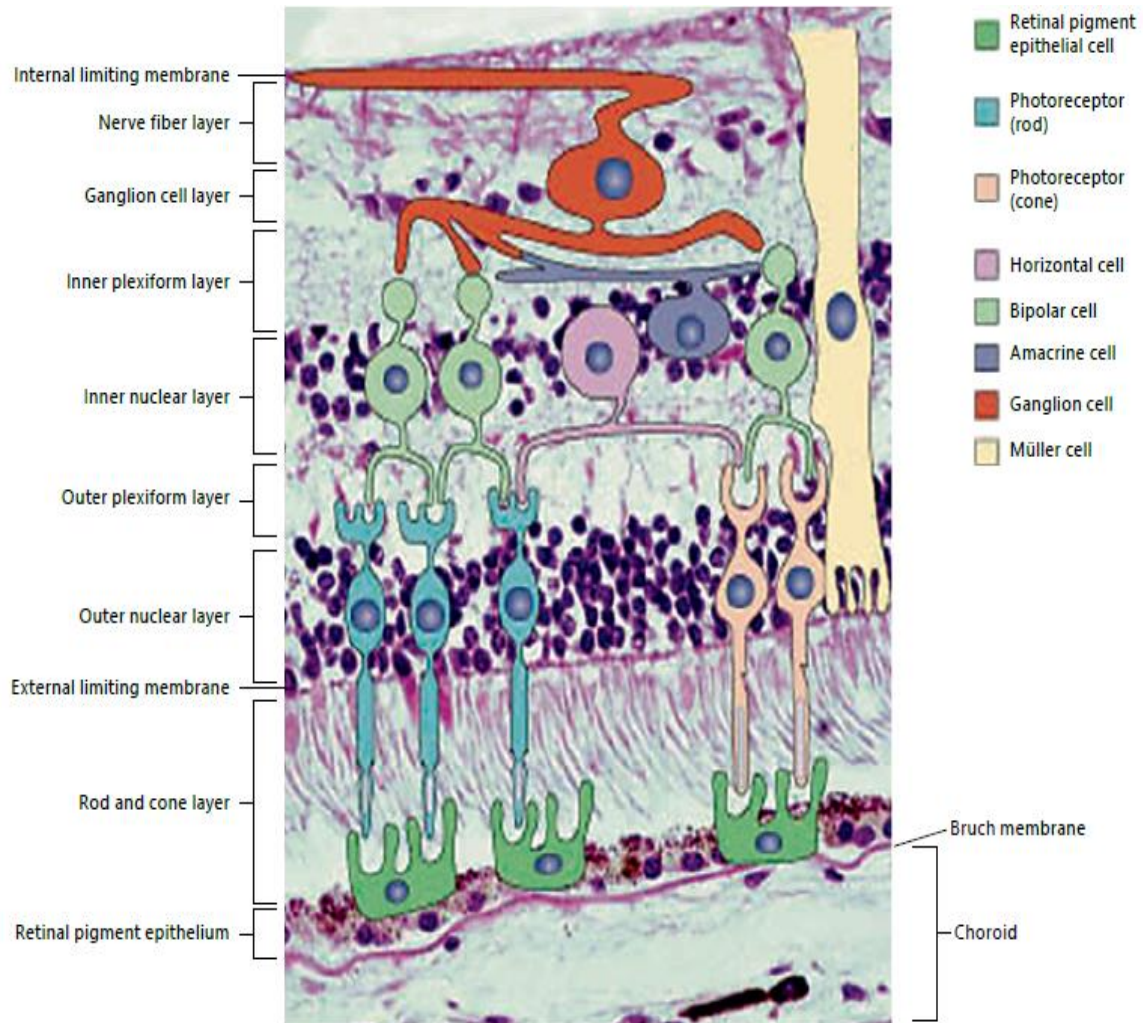 Internal limiting membrane
Nerve fiber layer
Ganglion cell layer
Inner plexiform layer
Inner nuclear layer
Outer plexiform layer
Outer nuclear layer
External limiting membrane
Rod and cone layer
Retinal pigment epithelium
Retinal pigment
epithelial cell
Photoreceptor
(rod)
Photoreceptor
(cone)
Horizontal cell
Bipolar cell
Amacrine cell
Ganglion cell
Müller cell
Bruch membrane
Choroid